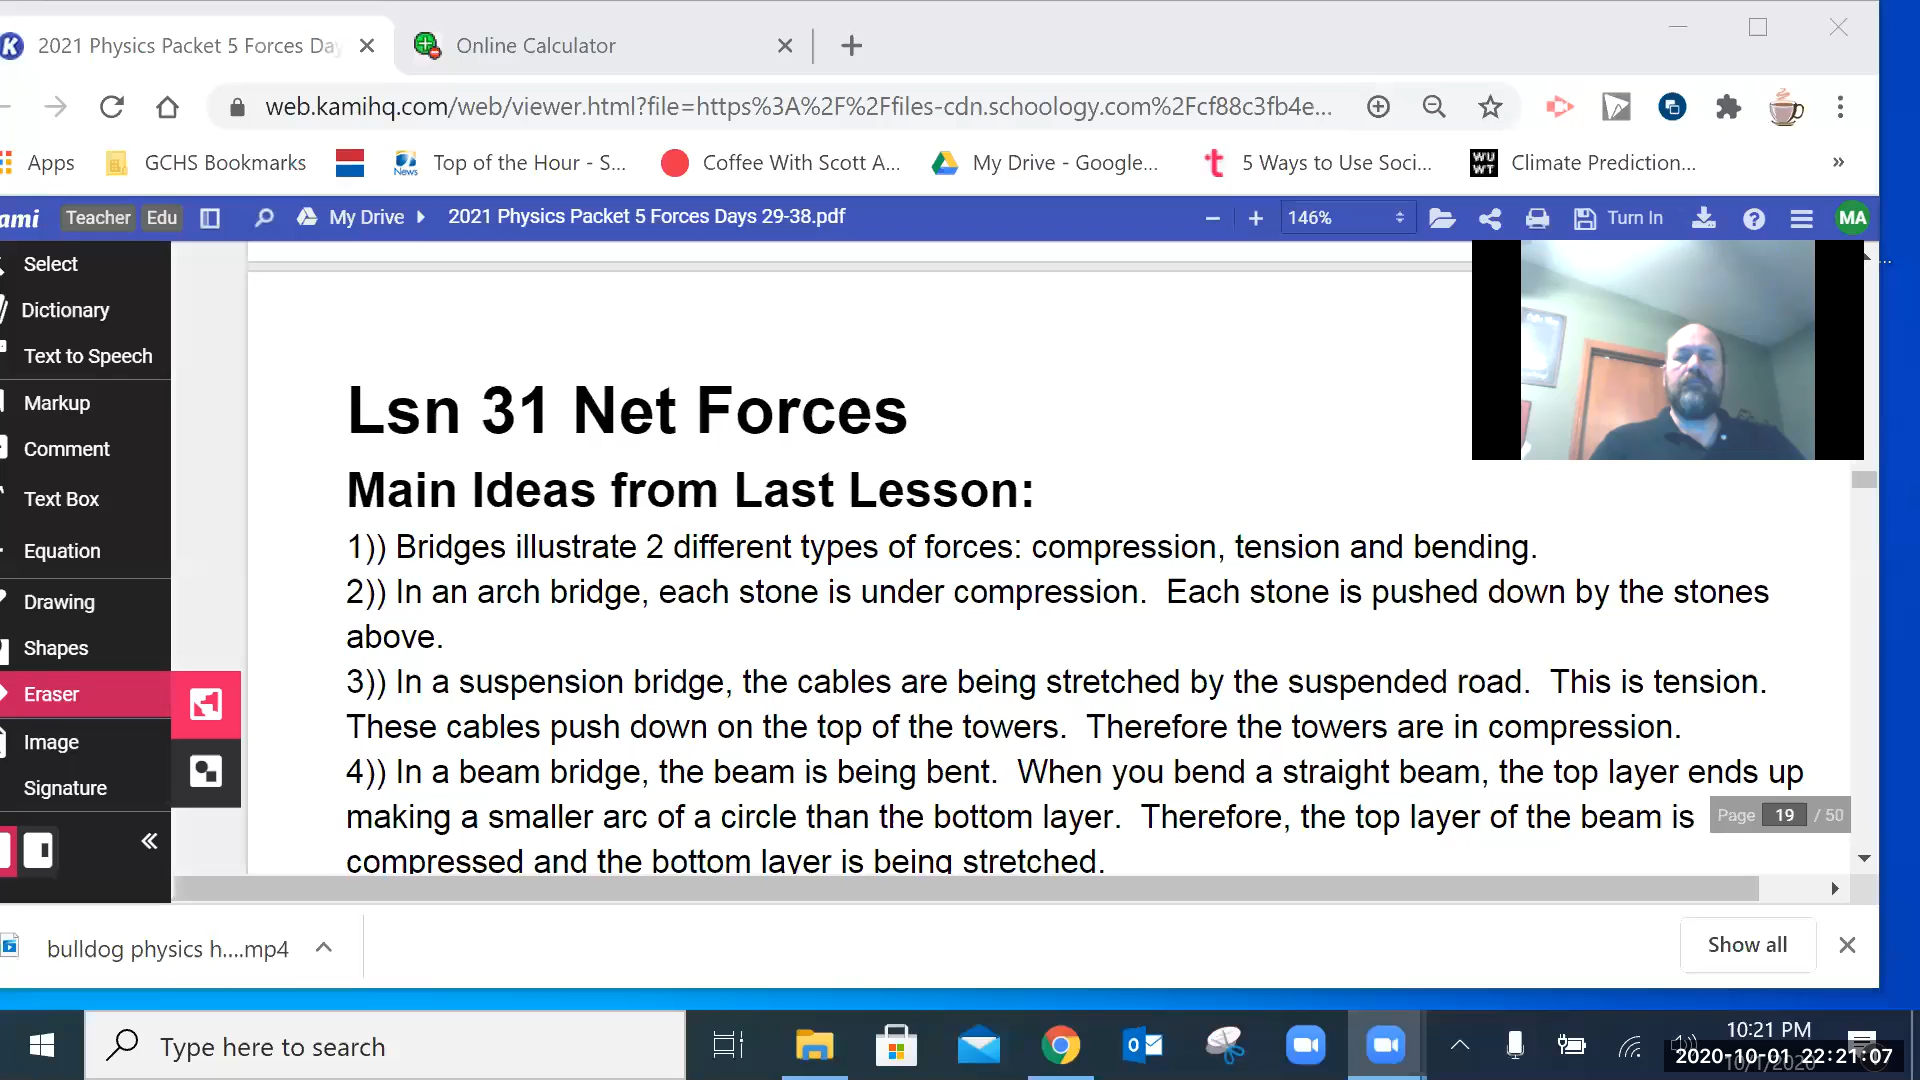 2021 Physics Packet 5 Forces Da
Online Calculator
web.kamihq.com/web/viewer.html?file=https%3A%2F%2Ffiles-cdn.schoology.com%2Fcf88c3fb4e...
Apps
GCHS Bookmarks
News
Top of the Hour - S...
Coffee With Scott A...
My Drive - Google...
t
5 Ways to Use Soci...
WU WT
Climate Prediction...
»
ami
Teacher
Edu
My Drive
2021 Physics Packet 5 Forces Days 29-38.pdf
146%
Turn In
MA
Select
Dictionary
Text to Speech
Markup
Comment
Text Box
Equation
Drawing
Shapes
Eraser
Image
Signature
Lsn 31 Net Forces
Main Ideas from Last Lesson:
1)) Bridges illustrate 2 different types of forces: compression, tension and bending.
2)) In an arch bridge, each stone is under compression.  Each stone is pushed down by the stones
above.
3)) In a suspension bridge, the cables are being stretched by the suspended road.  This is tension.
These cables push down on the top of the towers.  Therefore the towers are in compression.
4)) In a beam bridge, the beam is being bent.  When you bend a straight beam, the top layer ends up
making a smaller arc of a circle than the bottom layer.  Therefore, the top layer of the beam is
compressed and the bottom layer is being stretched.
Page 19 / 50
bulldog physics h....mp4
Show all
Type here to search
10:21 PM
10/1/2020
2020-10-01 22:21:07